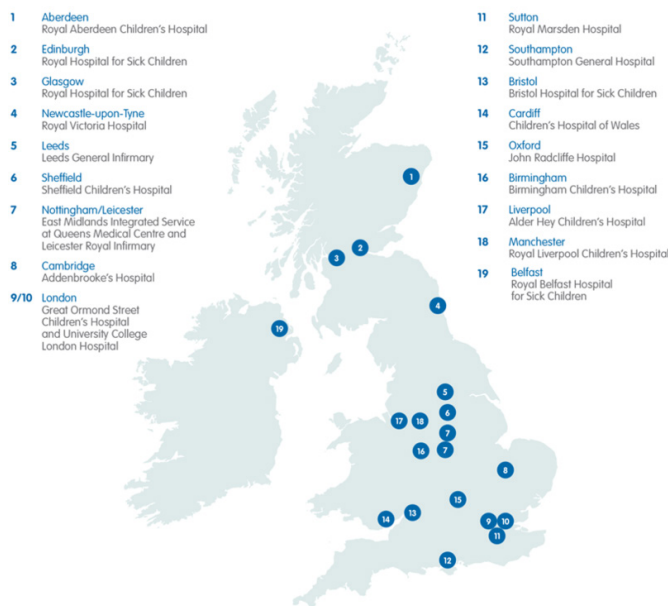 1 Aberdeen
Royal Aberdeen Children's Hospital
2 Edinburgh
Royal Hospital for Sick Children
3 Glasgow
Royal Hospital for Sick Children
4 Newcastle-upon-Tyne
Royal Victoria Hospital
5 Leeds
Leeds General Infirmary
6 Sheffield
Sheffield Children's Hospital
7 Nottingham/Leicester
East Midlands Integrated Service
at Queens Medical Centre and
Leicester Royal Infirmary
8 Cambridge
Addenbrooke's Hospital
9/10 London
Great Ormond Street
Children's Hospital
and University College
London Hospital
11 Sutton
Royal Marsden Hospital
12 Southampton
Southampton General Hospital
13 Bristol
Bristol Hospital for Sick Children
14 Cardiff
Children's Hospital of Wales
15 Oxford
John Radcliffe Hospital
16 Birmingham
Birmingham Children's Hospital
17 Liverpool
Alder Hey Children's Hospital
18 Manchester
Royal Liverpool Children's Hospital
19 Belfast
Royal Belfast Hospital
for Sick Children
1
2
3
4
19
5
6
17 18
7
16 7
8
15
13
14
9 10
11
12